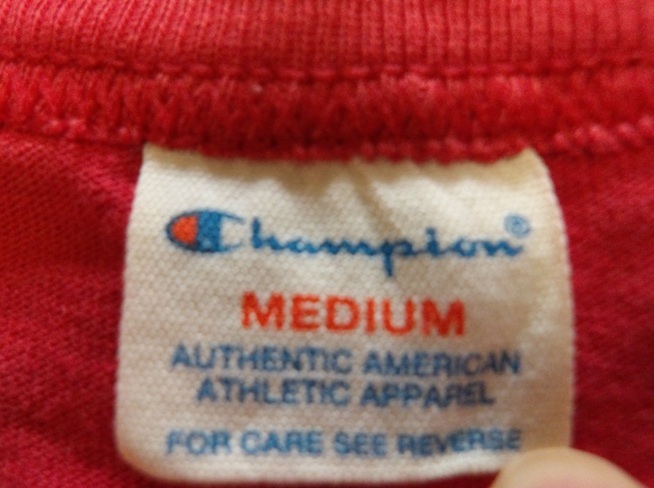 Champion®
MEDIUM
AUTHENTIC AMERICAN
ATHLETIC APPAREL
FOR CARE SEE REVERSE